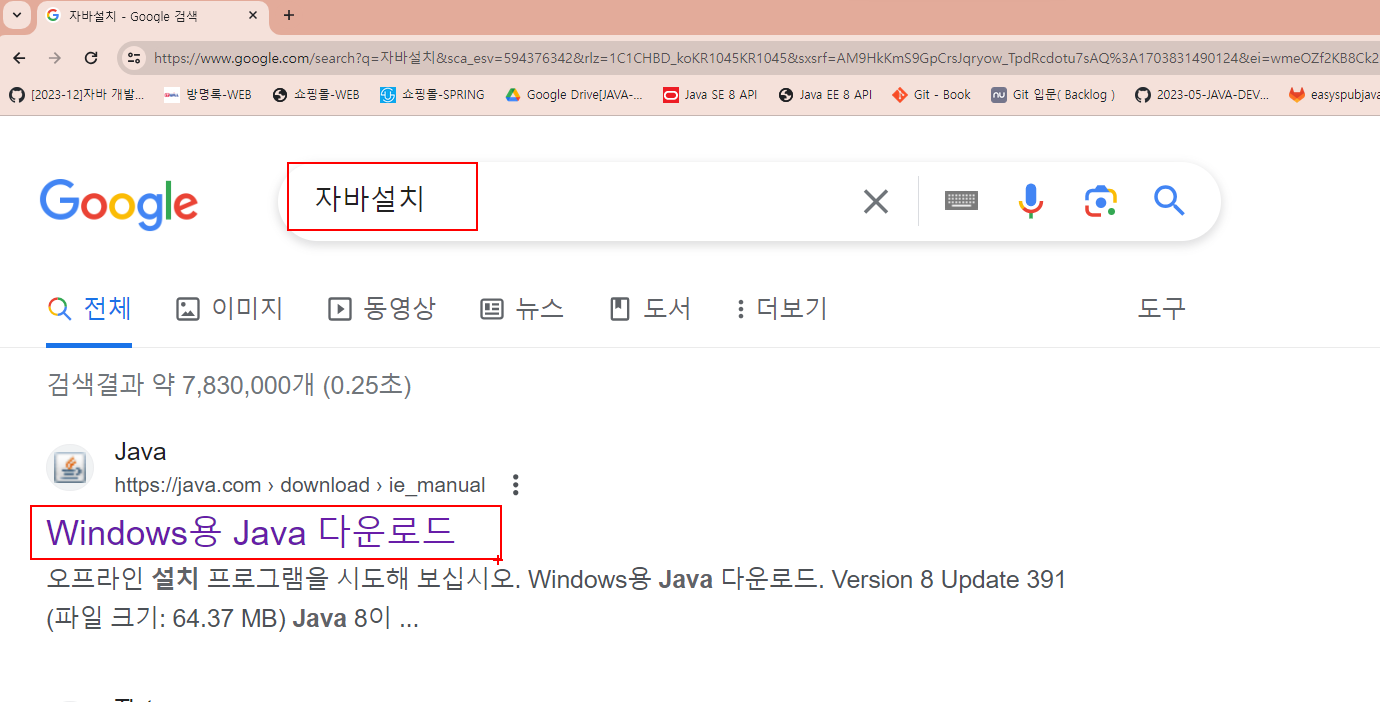 자바설치 - Google 검색
https://www.google.com/search?q=자바설치&sca_esv=594376342&rlz=1C1CHBD_koKR1045KR1045&sxsrf=AM9HkKmS9GpCrsJqryow_TpdRcdotu7sAQ%3A1703831490124&ei=wmeOZf2KB8Ck2
[2023-12]자바 개발... 방명록-WEB 쇼핑몰-WEB 쇼핑몰-SPRING Google Drive[JAVA-... Java SE 8 API Java EE 8 API Git - Book Git 입문( Backlog ) 2023-05-JAVA-DEV... easyspubjava
Google 자바설치
전체 이미지 동영상 뉴스 도서 더보기 도구
검색결과 약 7,830,000개 (0.25초)
Java
https://java.com › download › ie_manual
Windows용 Java 다운로드
오프라인 설치 프로그램을 시도해 보십시오. Windows용 Java 다운로드. Version 8 Update 391
(파일 크기: 64.37 MB) Java 8이 ...